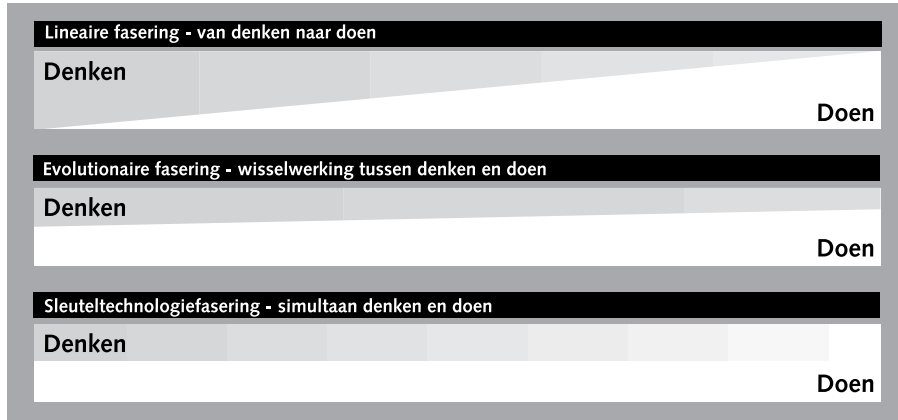 Lineaire fasering - van denken naar doen
Denken
Doen
Evolutionaire fasering - wisselwerking tussen denken en doen
Denken
Doen
Sleuteltechnologiefasering - simultaan denken en doen
Denken
Doen